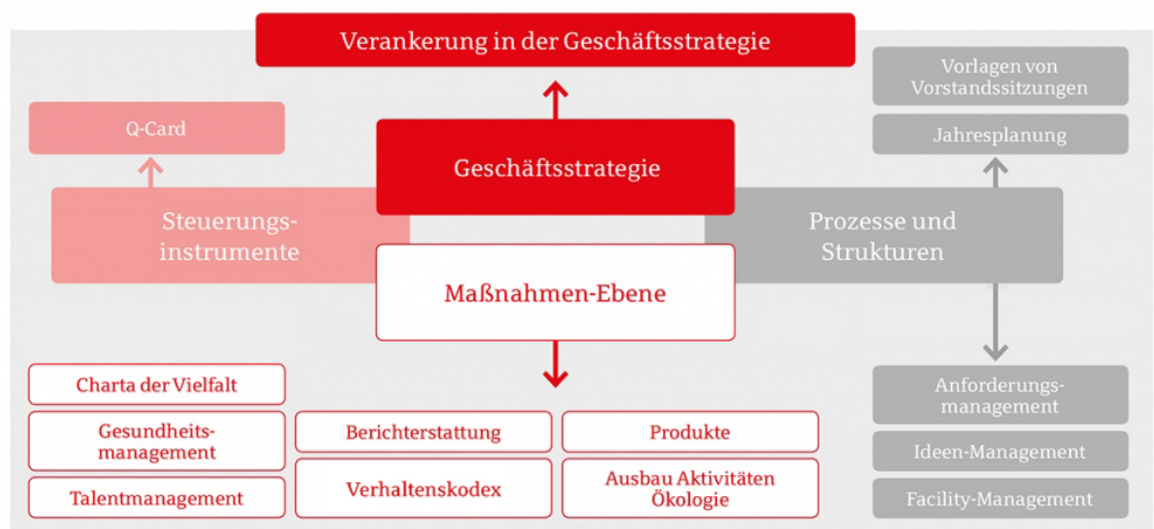 Verankerung in der Geschäftsstrategie
Vorlagen von
Vorstandssitzungen
Q-Card
Jahresplanung
Geschäftsstrategie
Steuerungs-
instrumente
Prozesse und
Strukturen
Maßnahmen-Ebene
Charta der Vielfalt
Gesundheits-
management
Talentmanagement
Berichterstattung
Verhaltenskodex
Produkte
Ausbau Aktivitäten
Ökologie
Anforderungs-
management
Ideen-Management
Facility-Management